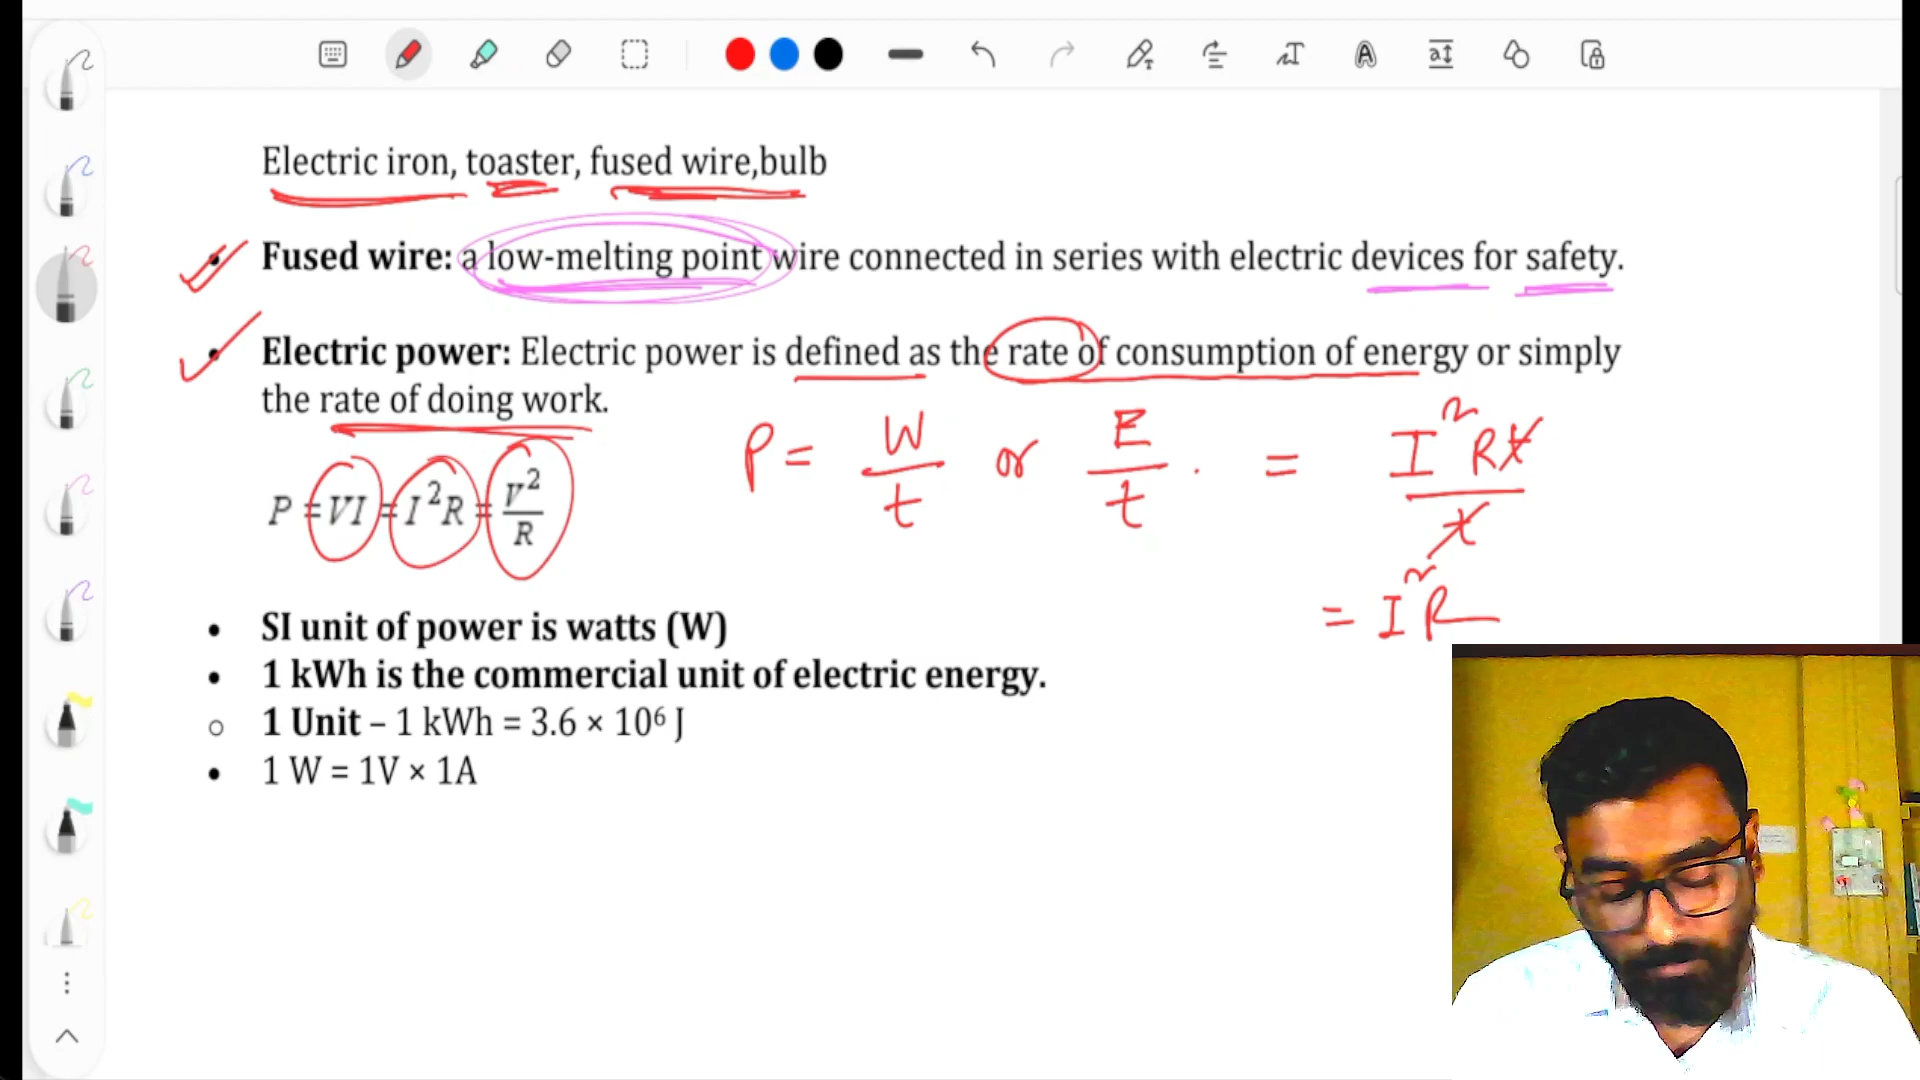 Electric iron, toaster, fused wire,bulb
• Fused wire: a low-melting point wire connected in series with electric devices for safety.
• Electric power: Electric power is defined as the rate of consumption of energy or simply
the rate of doing work.
P = W/t or E/t . = I²Rt/t
P = VI = I²R = V²/R
= I²R
• SI unit of power is watts (W)
• 1 kWh is the commercial unit of electric energy.
○ 1 Unit – 1 kWh = 3.6 × 10⁶ J
• 1 W = 1V × 1A